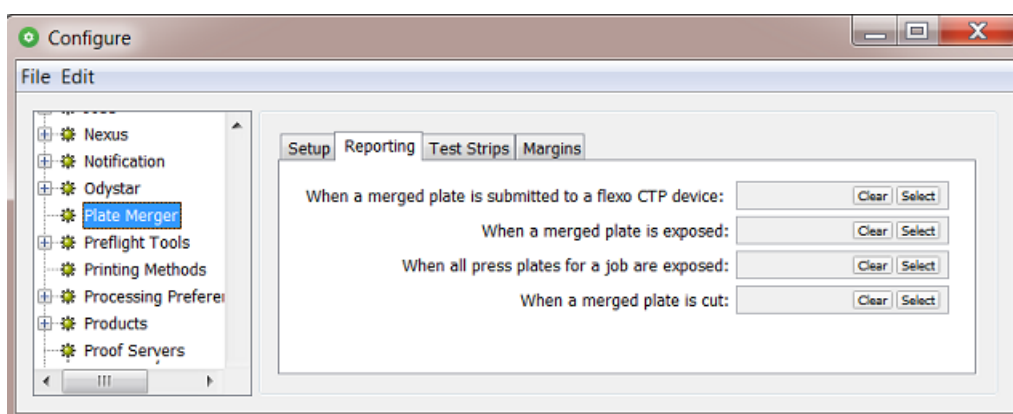 Configure
File Edit
Nexus
Notification
Odystar
Plate Merger
Preflight Tools
Printing Methods
Processing Preferei
Products
Proof Servers
Setup Reporting Test Strips Margins
When a merged plate is submitted to a flexo CTP device: Clear Select
When a merged plate is exposed: Clear Select
When all press plates for a job are exposed: Clear Select
When a merged plate is cut: Clear Select